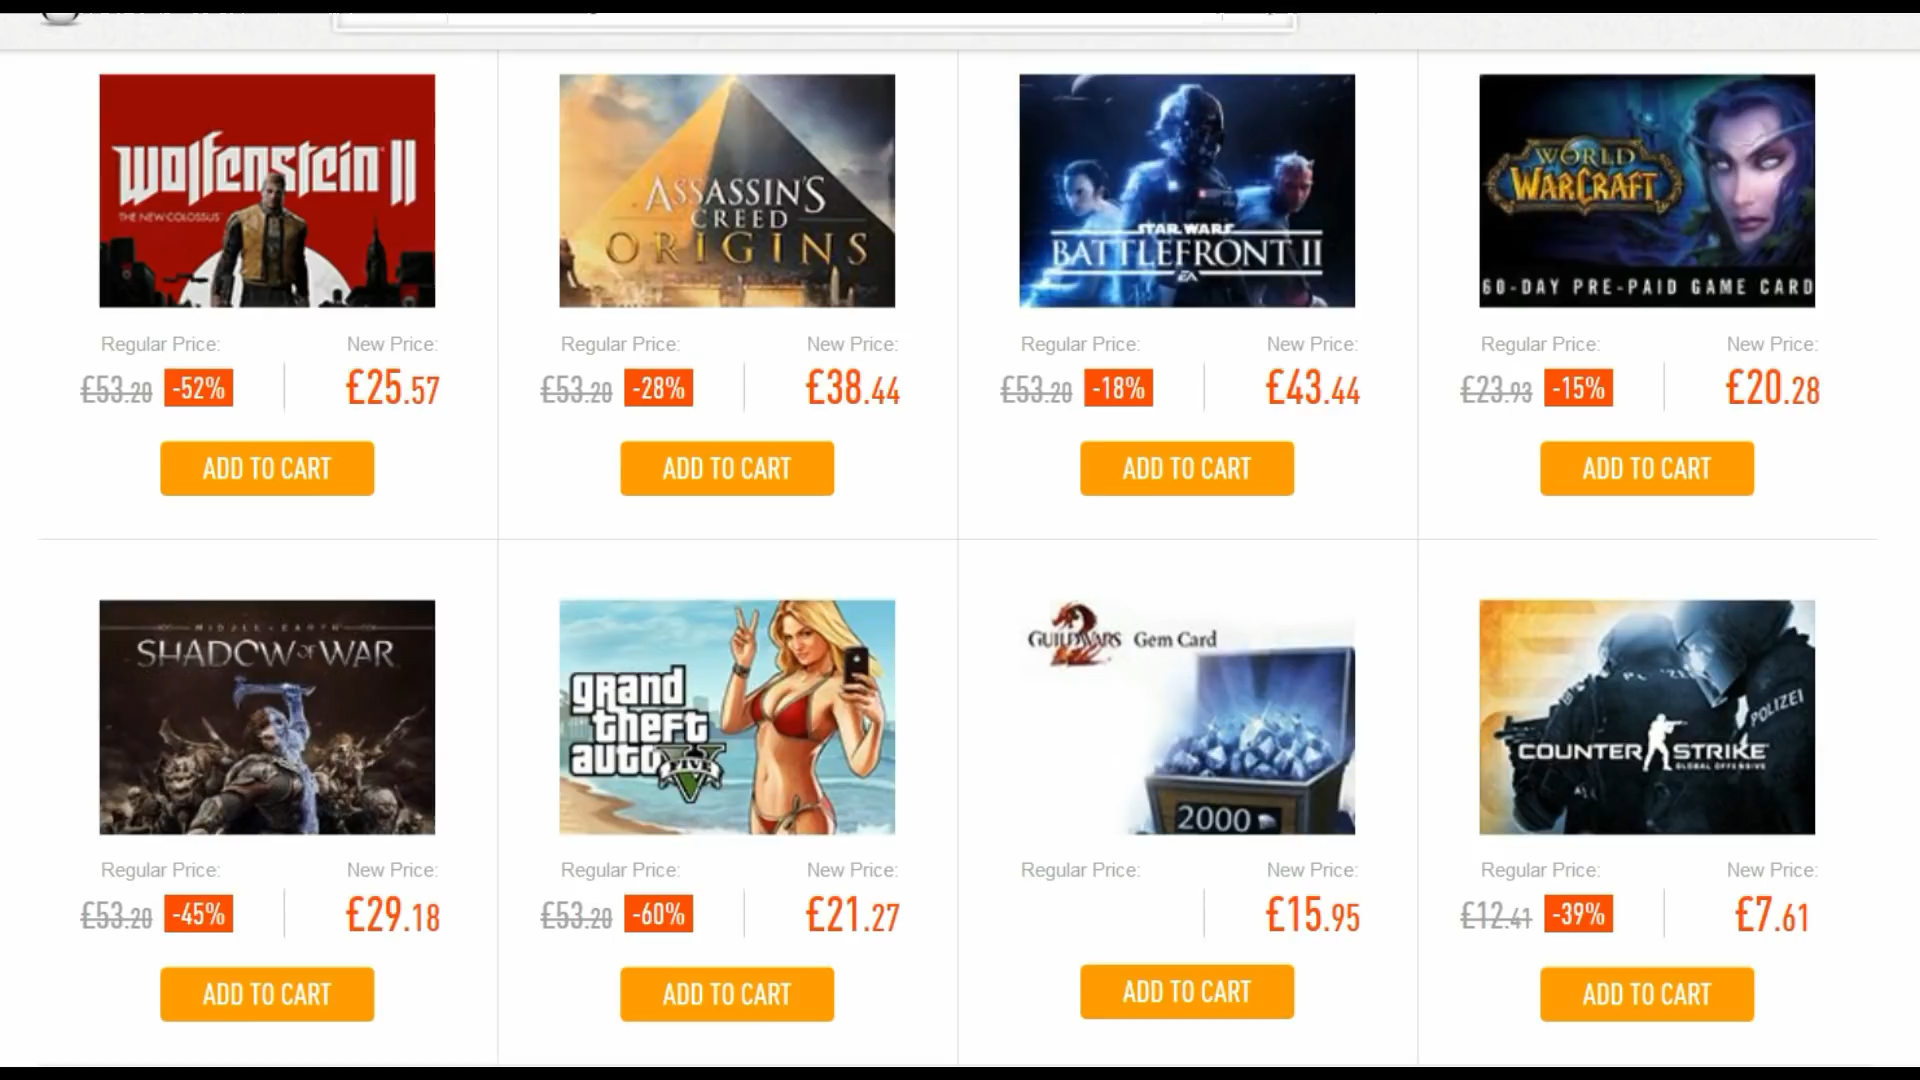 Wolfenstein II
THE NEW COLOSSUS
ASSASSIN'S
CREED
ORIGINS
STAR WARS
BATTLEFRONT II
EA
WORLD
WARCRAFT
60-DAY PRE-PAID GAME CARD
Regular Price: New Price:
£53.20 -52% £25.57
Regular Price: New Price:
£53.20 -28% £38.44
Regular Price: New Price:
£53.20 -18% £43.44
Regular Price: New Price:
£23.93 -15% £20.28
ADD TO CART
ADD TO CART
ADD TO CART
ADD TO CART
MIDDLE-EARTH
SHADOW OF WAR
grand
theft
auto
FIVE
V
GUILD WARS 2 Gem Card
2000
POLIZEI
COUNTER STRIKE
GLOBAL OFFENSIVE
Regular Price: New Price:
£53.20 -45% £29.18
Regular Price: New Price:
£53.20 -60% £21.27
Regular Price: New Price:
£15.95
Regular Price: New Price:
£12.41 -39% £7.61
ADD TO CART
ADD TO CART
ADD TO CART
ADD TO CART